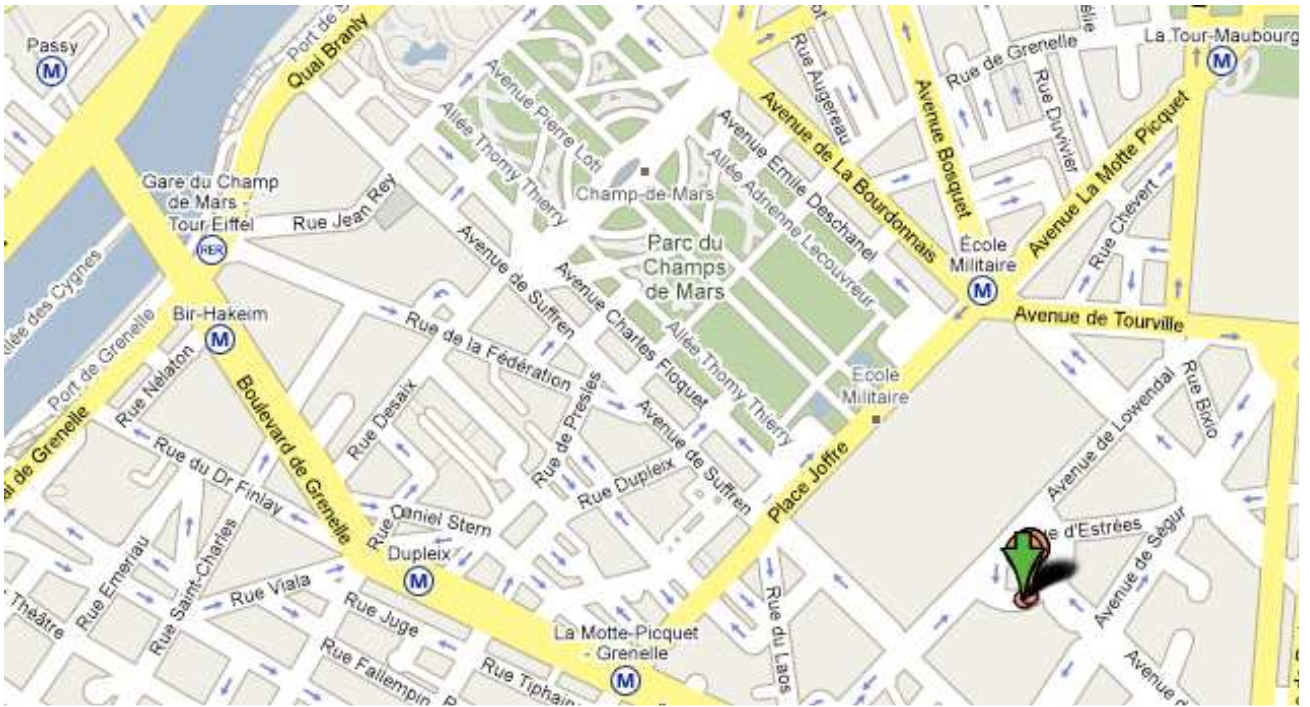 Passy
M
Port de
Quai Branly
Rue Augereau
Rue de Grenelle
La Tour-Maubourg
M
Avenue Pierre Loti
Allée Thomy Thierry
Avenue de La Bourdonnais
Avenue Bosquet
Rue Duvivier
Avenue La Motte Picquet
Gare du Champ
de Mars -
Tour Eiffel
RER
Rue Jean Rey
Champ-de-Mars
Avenue Emile Deschanel
Allée Adrienne Lecouvreur
Rue Chevert
Parc du
Champs
de Mars
École
Militaire
M
Avenue de Tourville
Allée des Cygnes
Port de Grenelle
Bir-Hakeim
M
Avenue de Suffren
Avenue Charles Floquet
Allée Thomy Thierry
Rue de la Fédération
Rue Nélaton
Boulevard de Grenelle
Rue Desaix
Rue de Presles
Avenue de Suffren
Ecole
Militaire
Rue Bixio
Avenue de Lowendal
ai de Grenelle
Rue du Dr Finlay
Rue Dupleix
Place Joffre
Rue Daniel Stern
Dupleix
M
e d'Estrées
Avenue de Ségur
Rue Emeriau
Rue Saint-Charles
Rue Viala
Théâtre
Rue Juge
Rue Fallempin
Rue Tiphain
La Motte-Picquet
- Grenelle
M
Rue du Laos
Avenue d